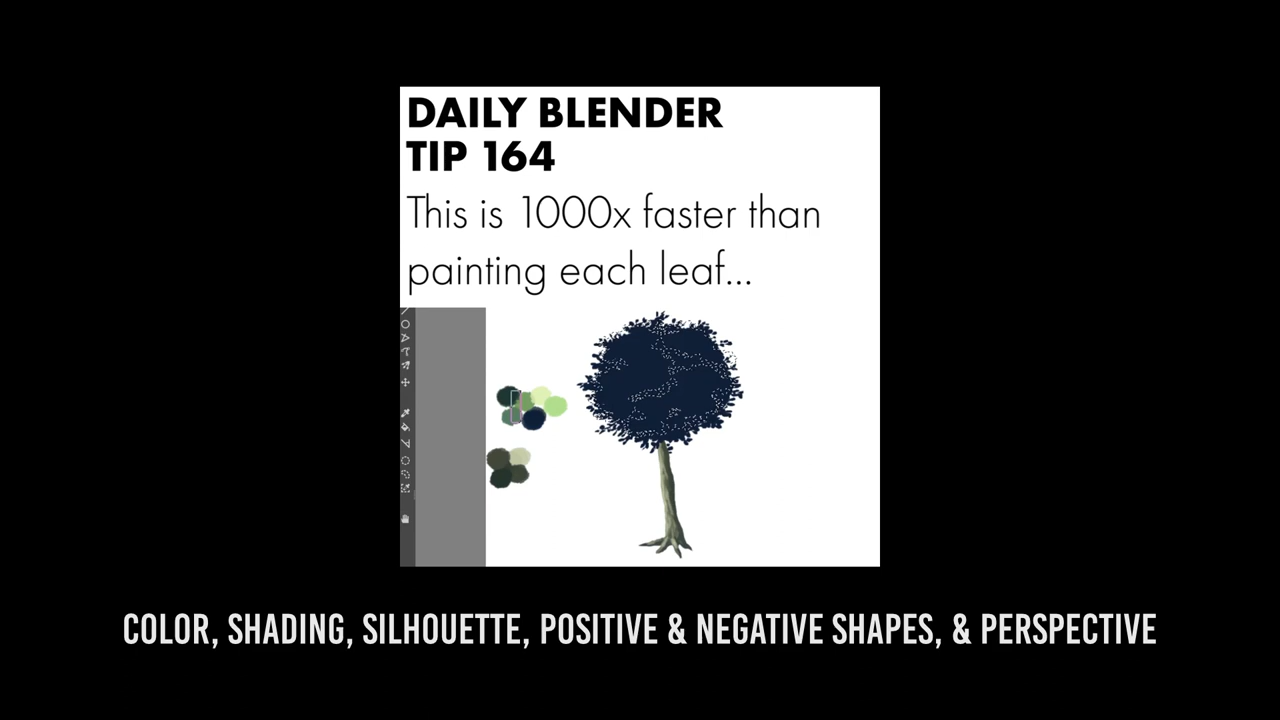 DAILY BLENDER
TIP 164
This is 1000x faster than
painting each leaf...
COLOR, SHADING, SILHOUETTE, POSITIVE & NEGATIVE SHAPES, & PERSPECTIVE